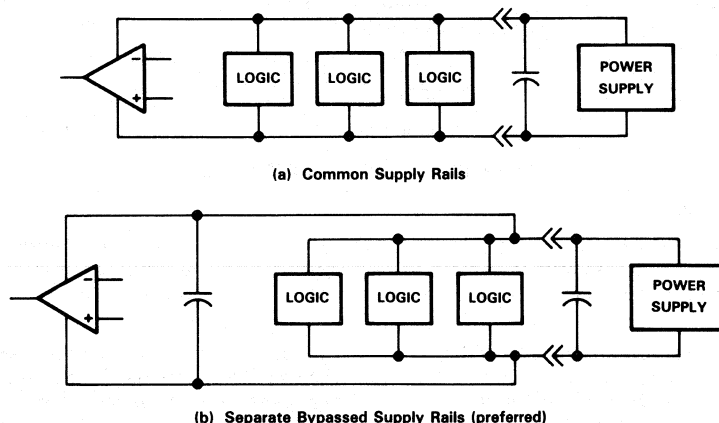 LOGIC
LOGIC
LOGIC
POWER
SUPPLY
-
+
(a) Common Supply Rails
LOGIC
LOGIC
LOGIC
POWER
SUPPLY
-
+
(b) Separate Bypassed Supply Rails (preferred)